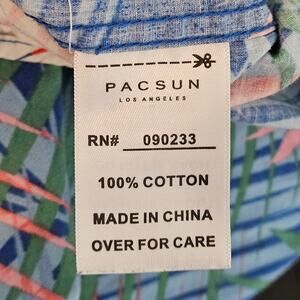 PACSUN
LOS ANGELES
RN# 090233
100% COTTON
MADE IN CHINA
OVER FOR CARE